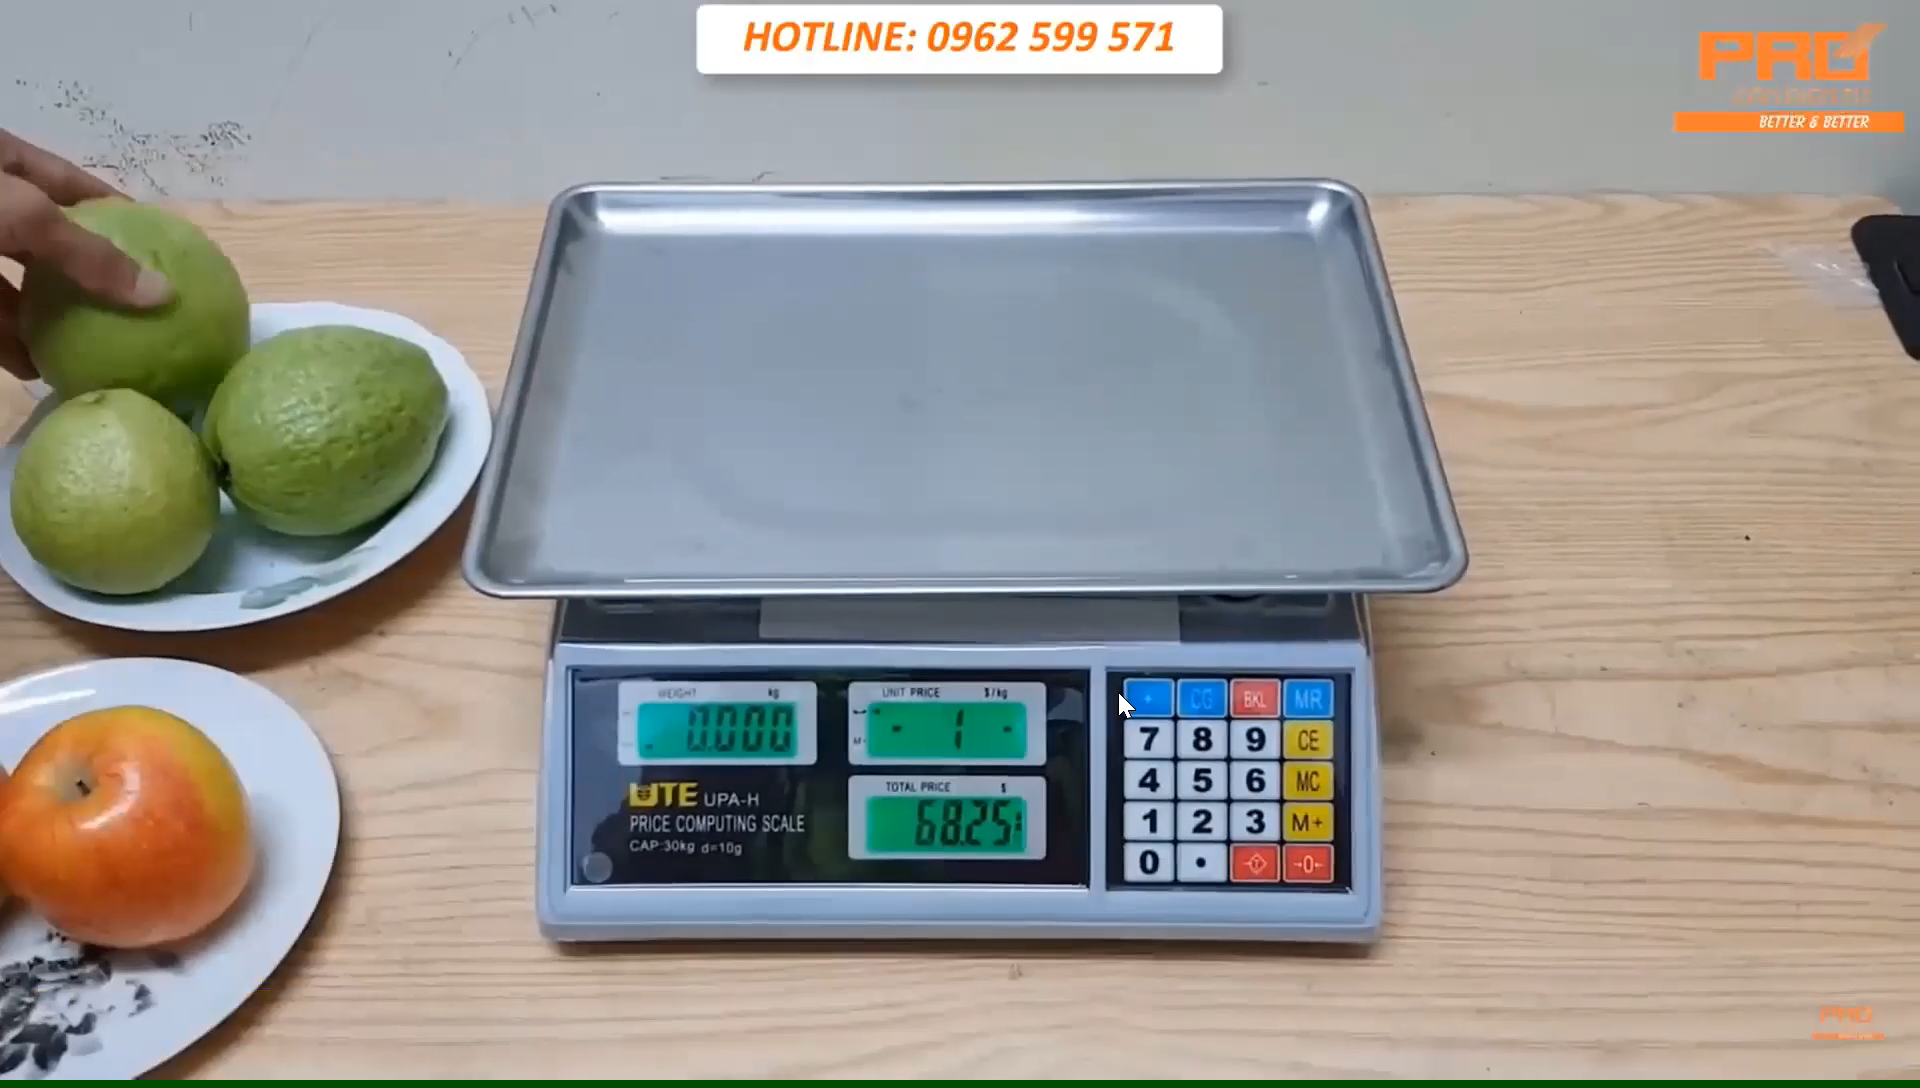 HOTLINE: 0962 599 571
PRO
BETTER & BETTER
WEIGHT kg
0.000
UNIT PRICE $/kg
- 1 -
TOTAL PRICE $
68.25
UTE UPA-H
PRICE COMPUTING SCALE
CAP:30kg d=10g
+ CG BKL MR
7 8 9 CE
4 5 6 MC
1 2 3 M+
0 • T →0←
PRO